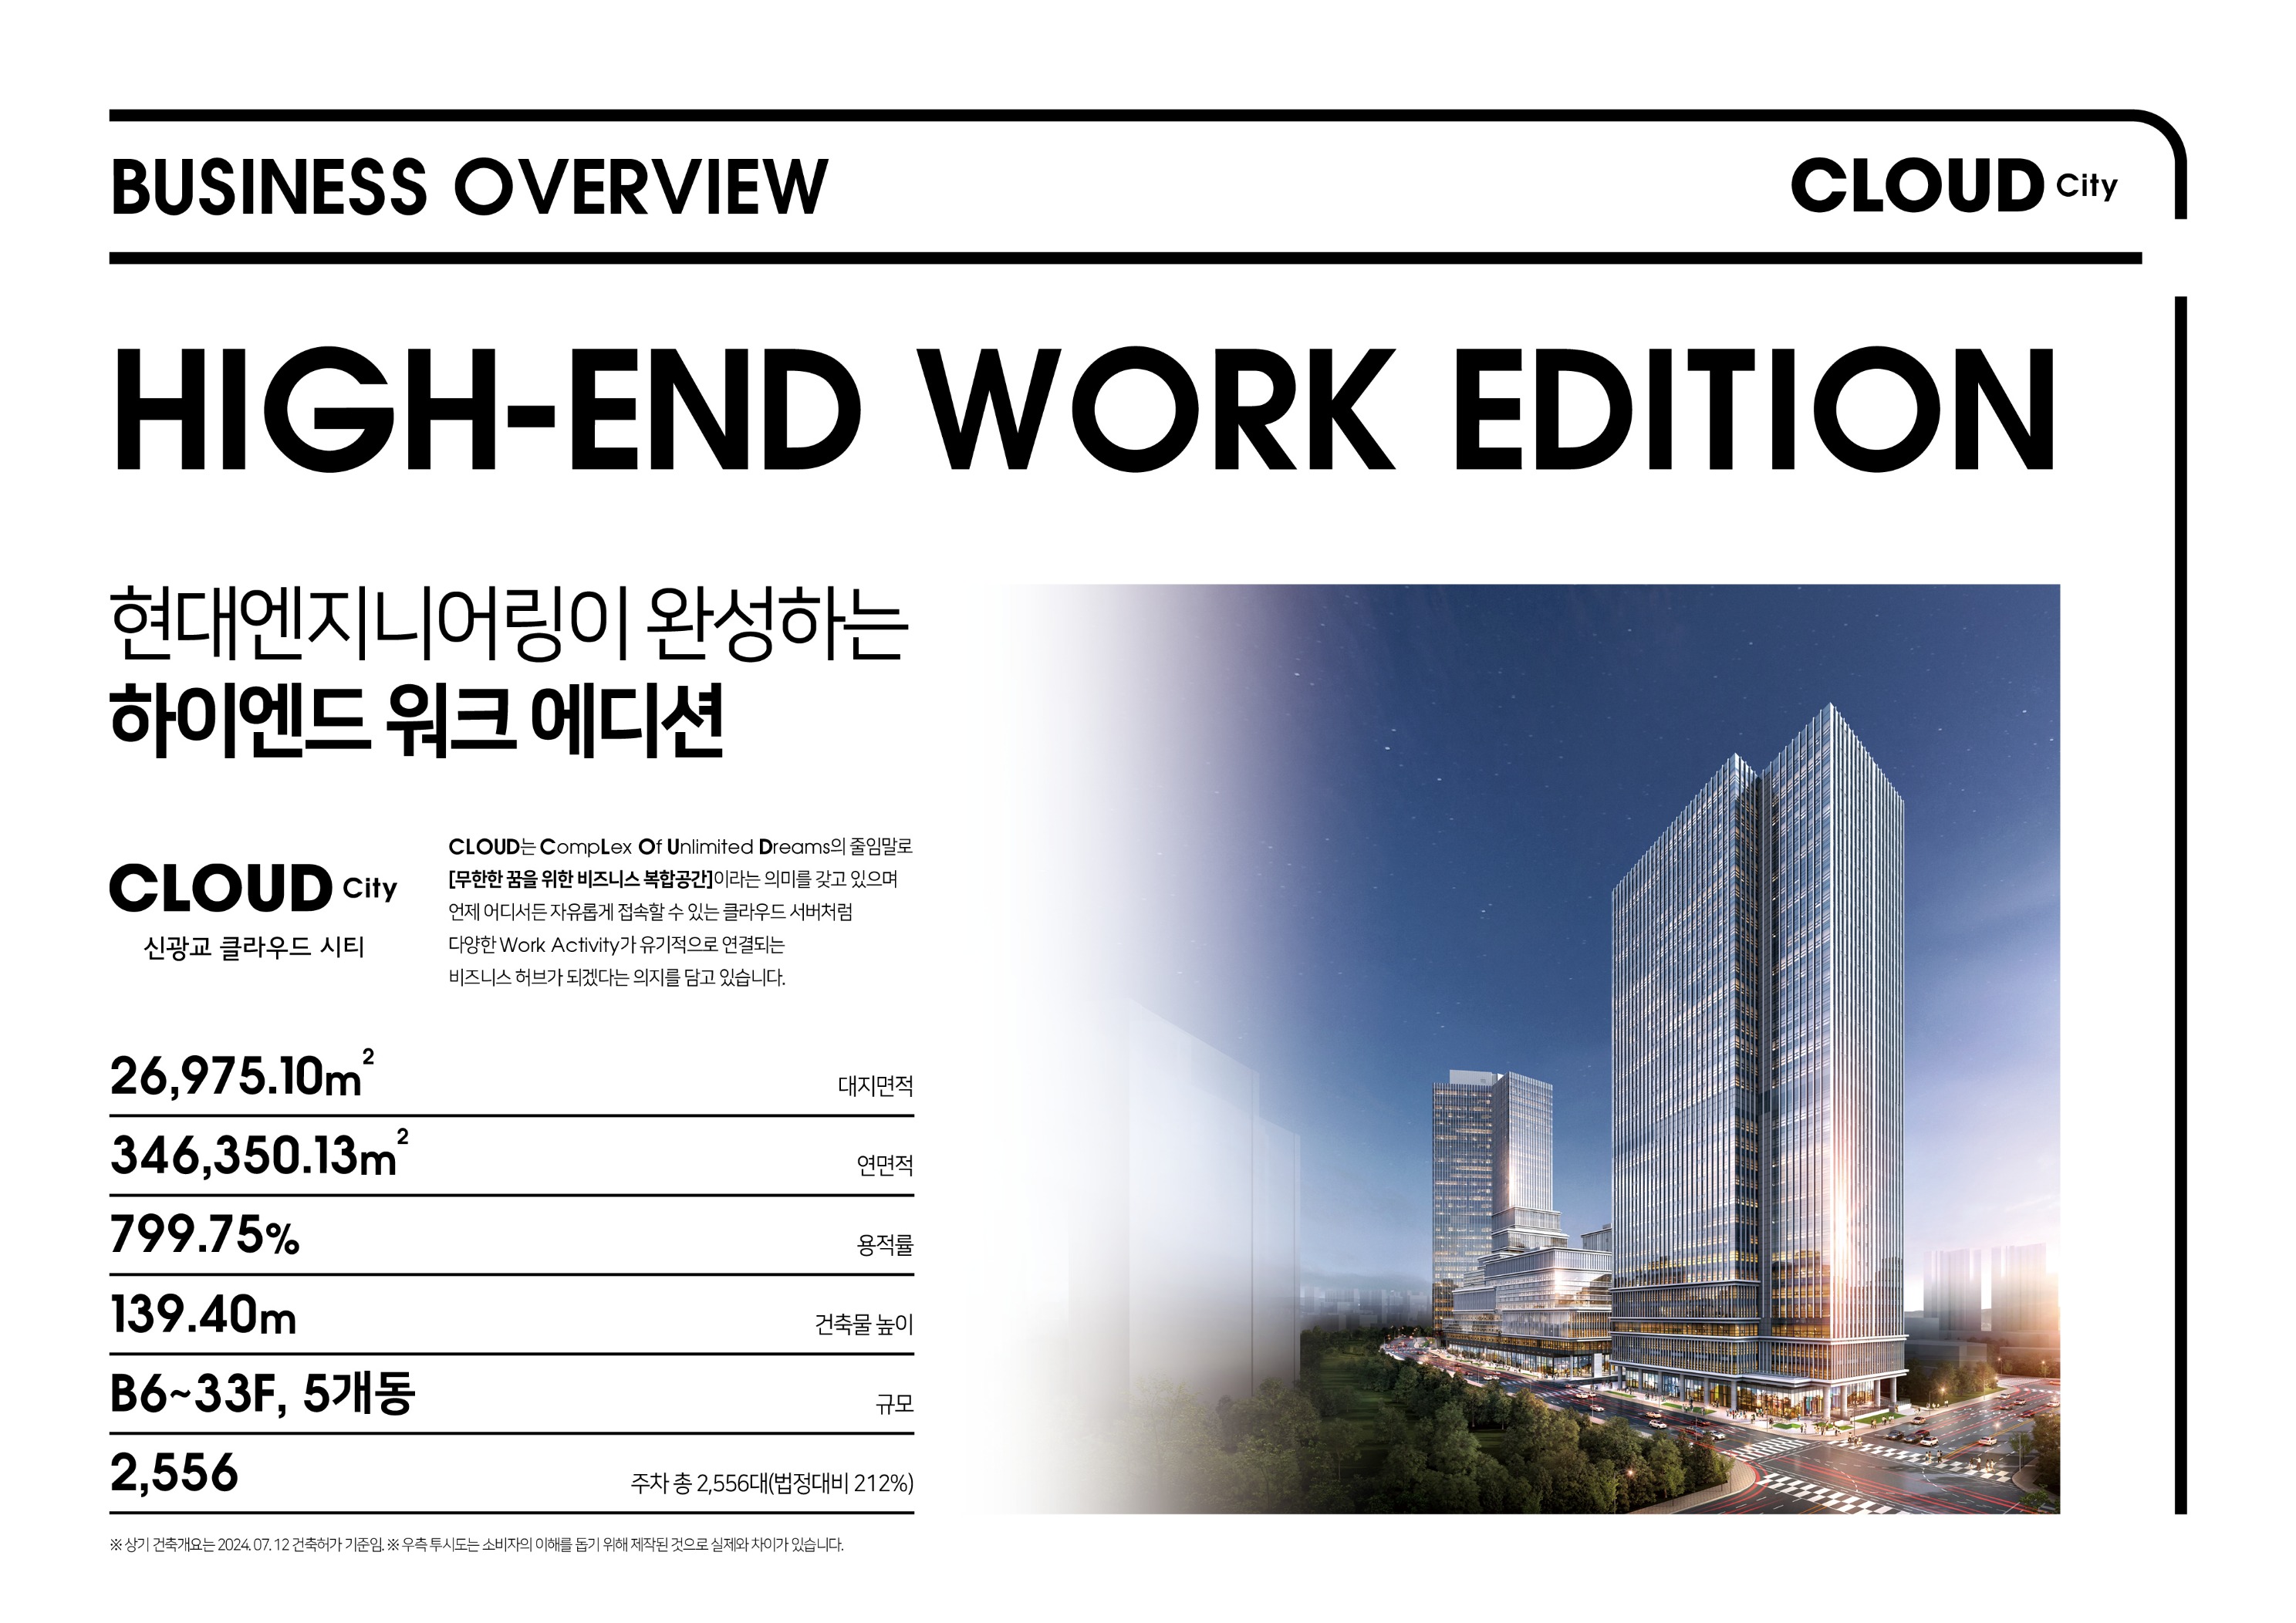 BUSINESS OVERVIEW
CLOUD City
HIGH-END WORK EDITION
현대엔지니어링이 완성하는
하이엔드 워크 에디션
CLOUD City
신광교 클라우드 시티
CLOUD는 CompLex Of Unlimited Dreams의 줄임말로
[무한한 꿈을 위한 비즈니스 복합공간]이라는 의미를 갖고 있으며
언제 어디서든 자유롭게 접속할 수 있는 클라우드 서버처럼
다양한 Work Activity가 유기적으로 연결되는
비즈니스 허브가 되겠다는 의지를 담고 있습니다.
26,975.10m² 대지면적
346,350.13m² 연면적
799.75% 용적률
139.40m 건축물 높이
B6~33F, 5개동 규모
2,556 주차 총 2,556대(법정대비 212%)
※ 상기 건축개요는 2024. 07. 12 건축허가 기준임. ※ 우측 투시도는 소비자의 이해를 돕기 위해 제작된 것으로 실제와 차이가 있습니다.